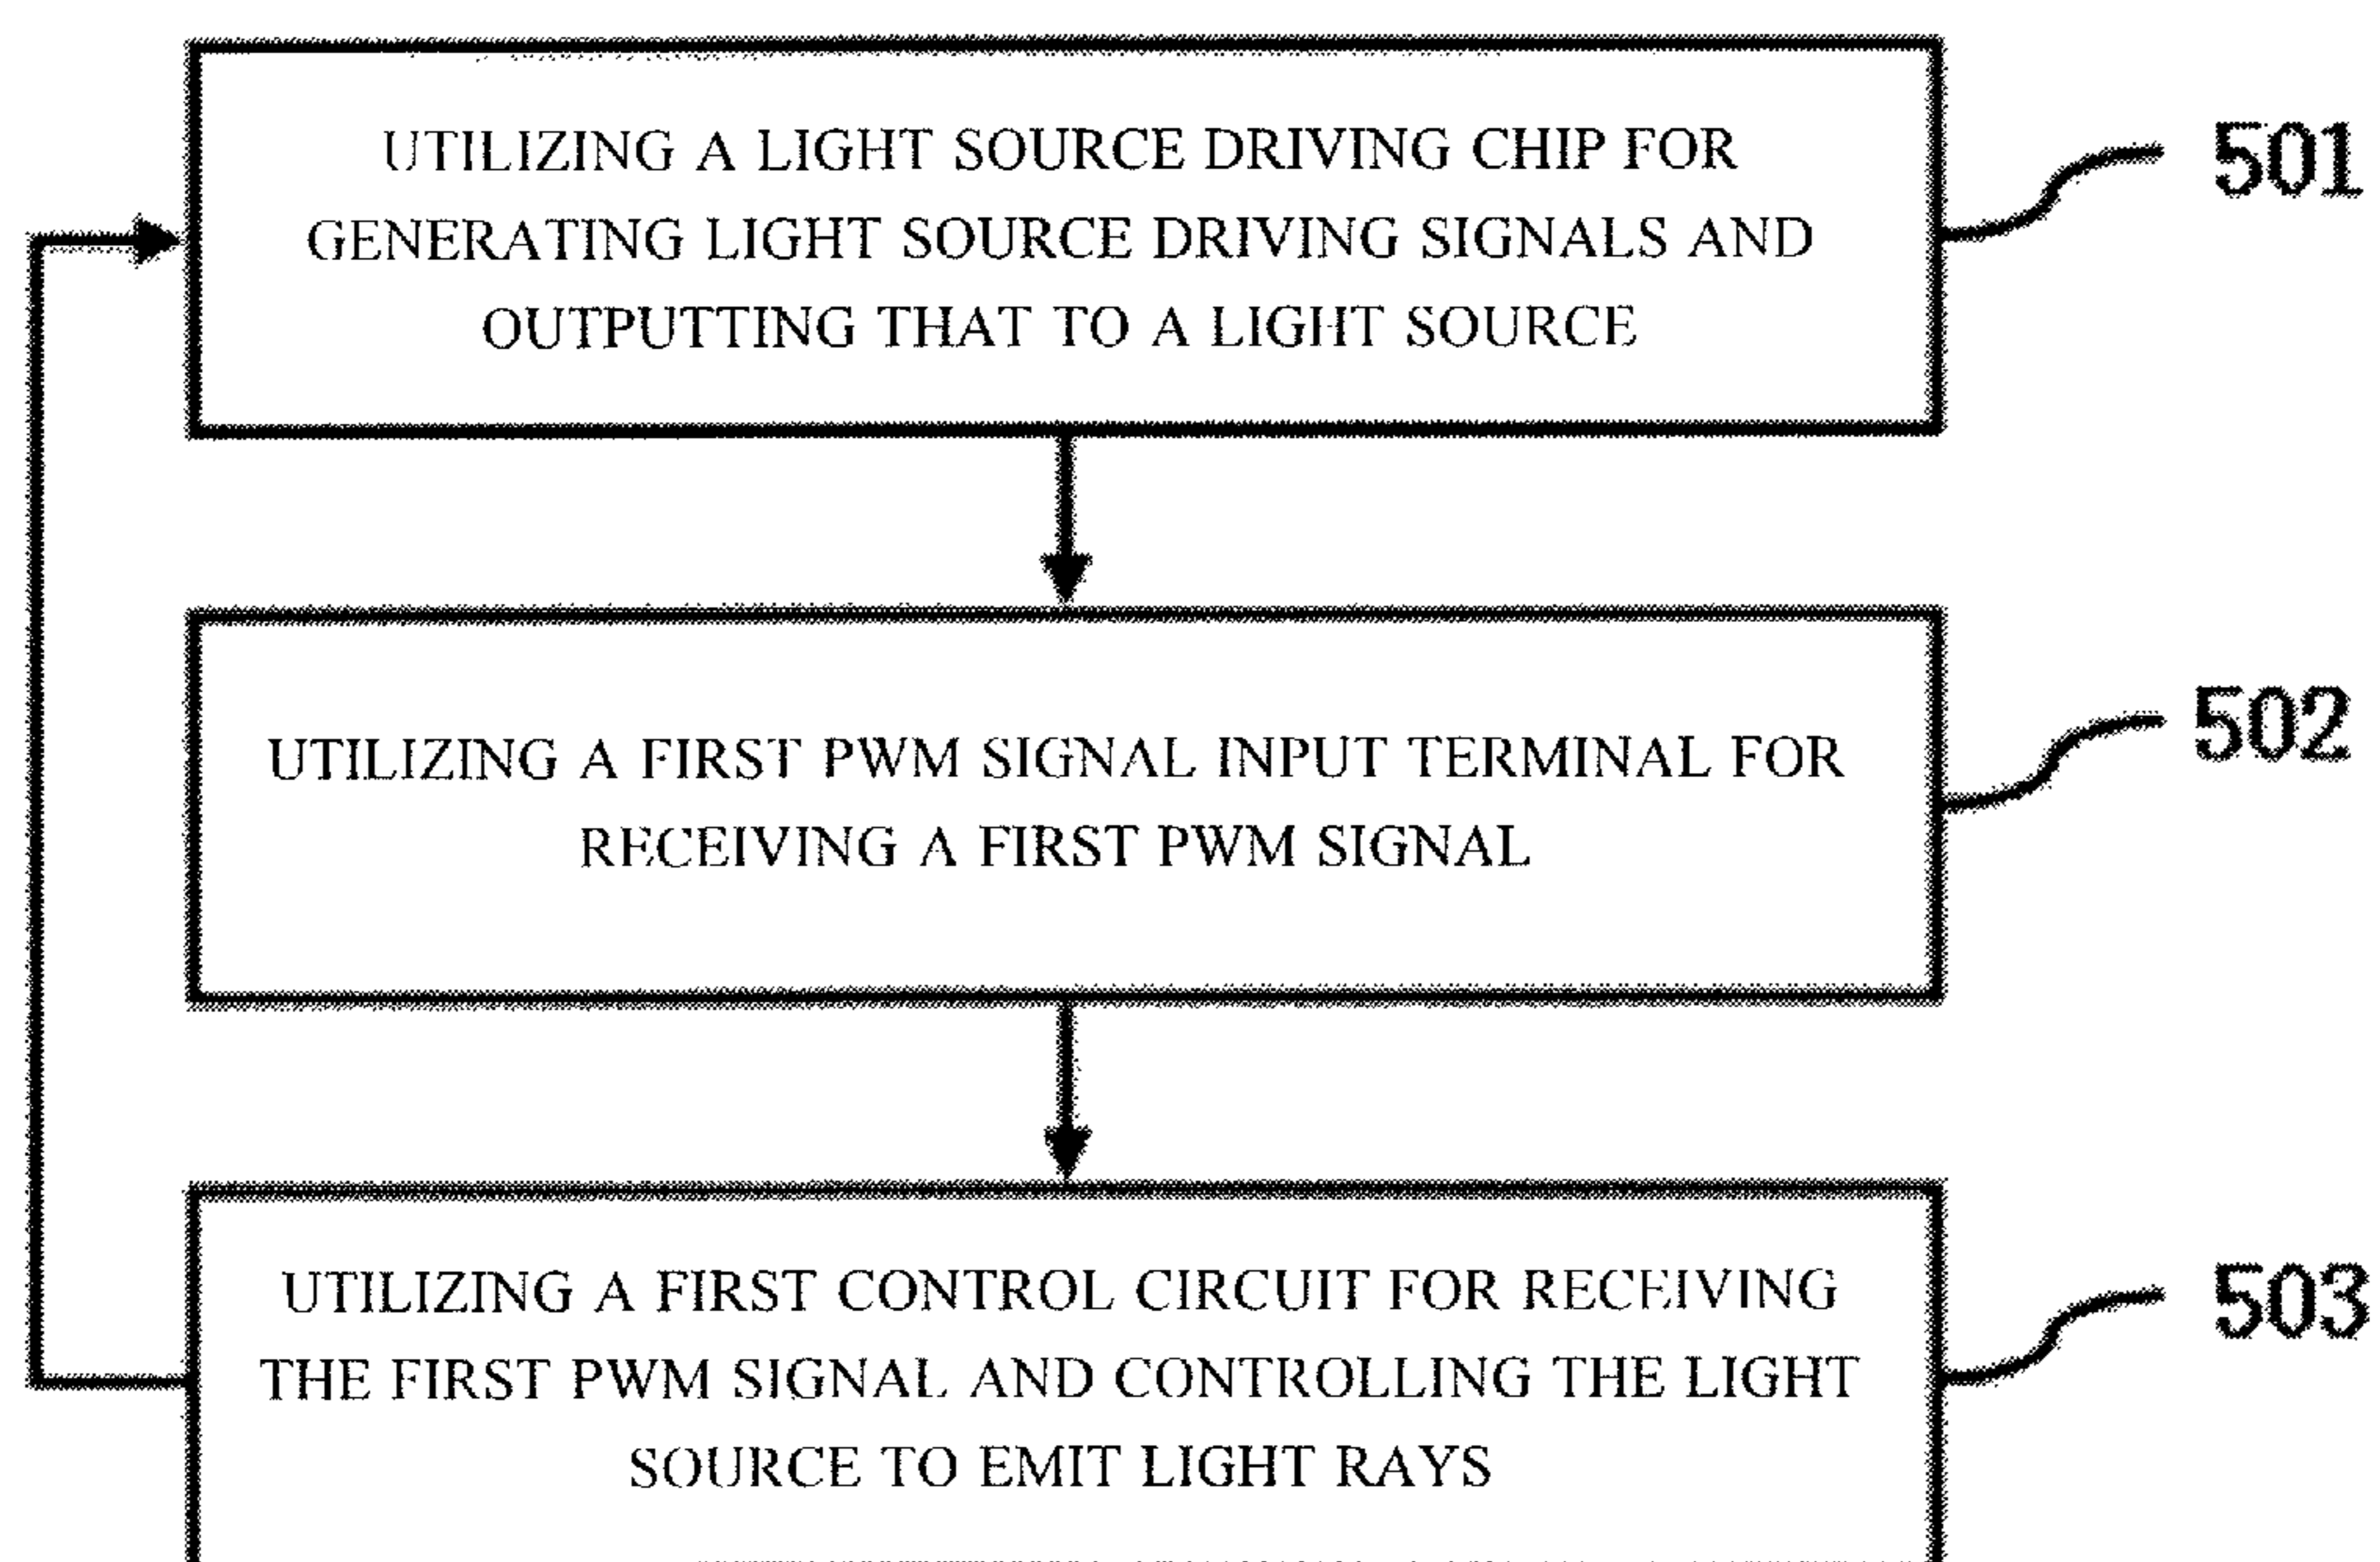 UTILIZING A LIGHT SOURCE DRIVING CHIP FOR
GENERATING LIGHT SOURCE DRIVING SIGNALS AND
OUTPUTTING THAT TO A LIGHT SOURCE
501
UTILIZING A FIRST PWM SIGNAL INPUT TERMINAL FOR
RECEIVING A FIRST PWM SIGNAL
502
UTILIZING A FIRST CONTROL CIRCUIT FOR RECEIVING
THE FIRST PWM SIGNAL AND CONTROLLING THE LIGHT
SOURCE TO EMIT LIGHT RAYS
503